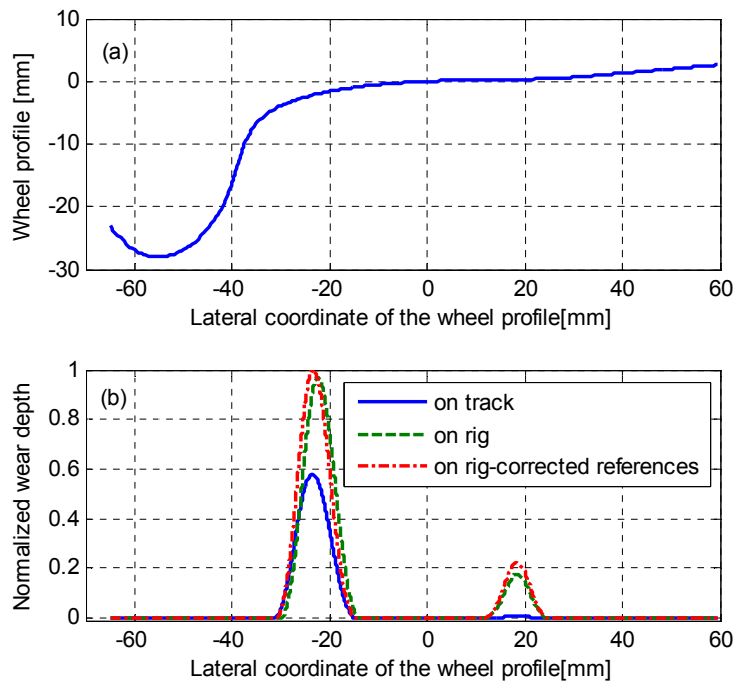 (a)
Wheel profile [mm]
10
0
-10
-20
-30
-60
-40
-20
0
20
40
60
Lateral coordinate of the wheel profile[mm]
(b)
Normalized wear depth
1
0.8
0.6
0.4
0.2
0
on track
on rig
on rig-corrected references
-60
-40
-20
0
20
40
60
Lateral coordinate of the wheel profile[mm]